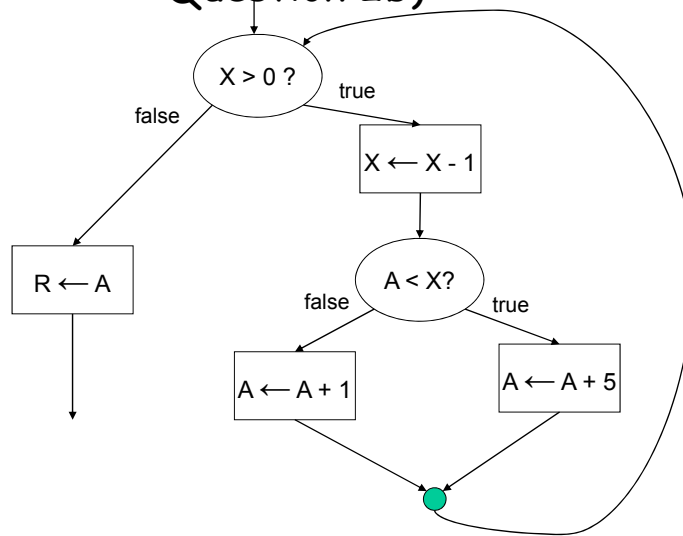 X > 0 ?
true
false
X ← X - 1
R ← A
A < X?
false
true
A ← A + 1
A ← A + 5